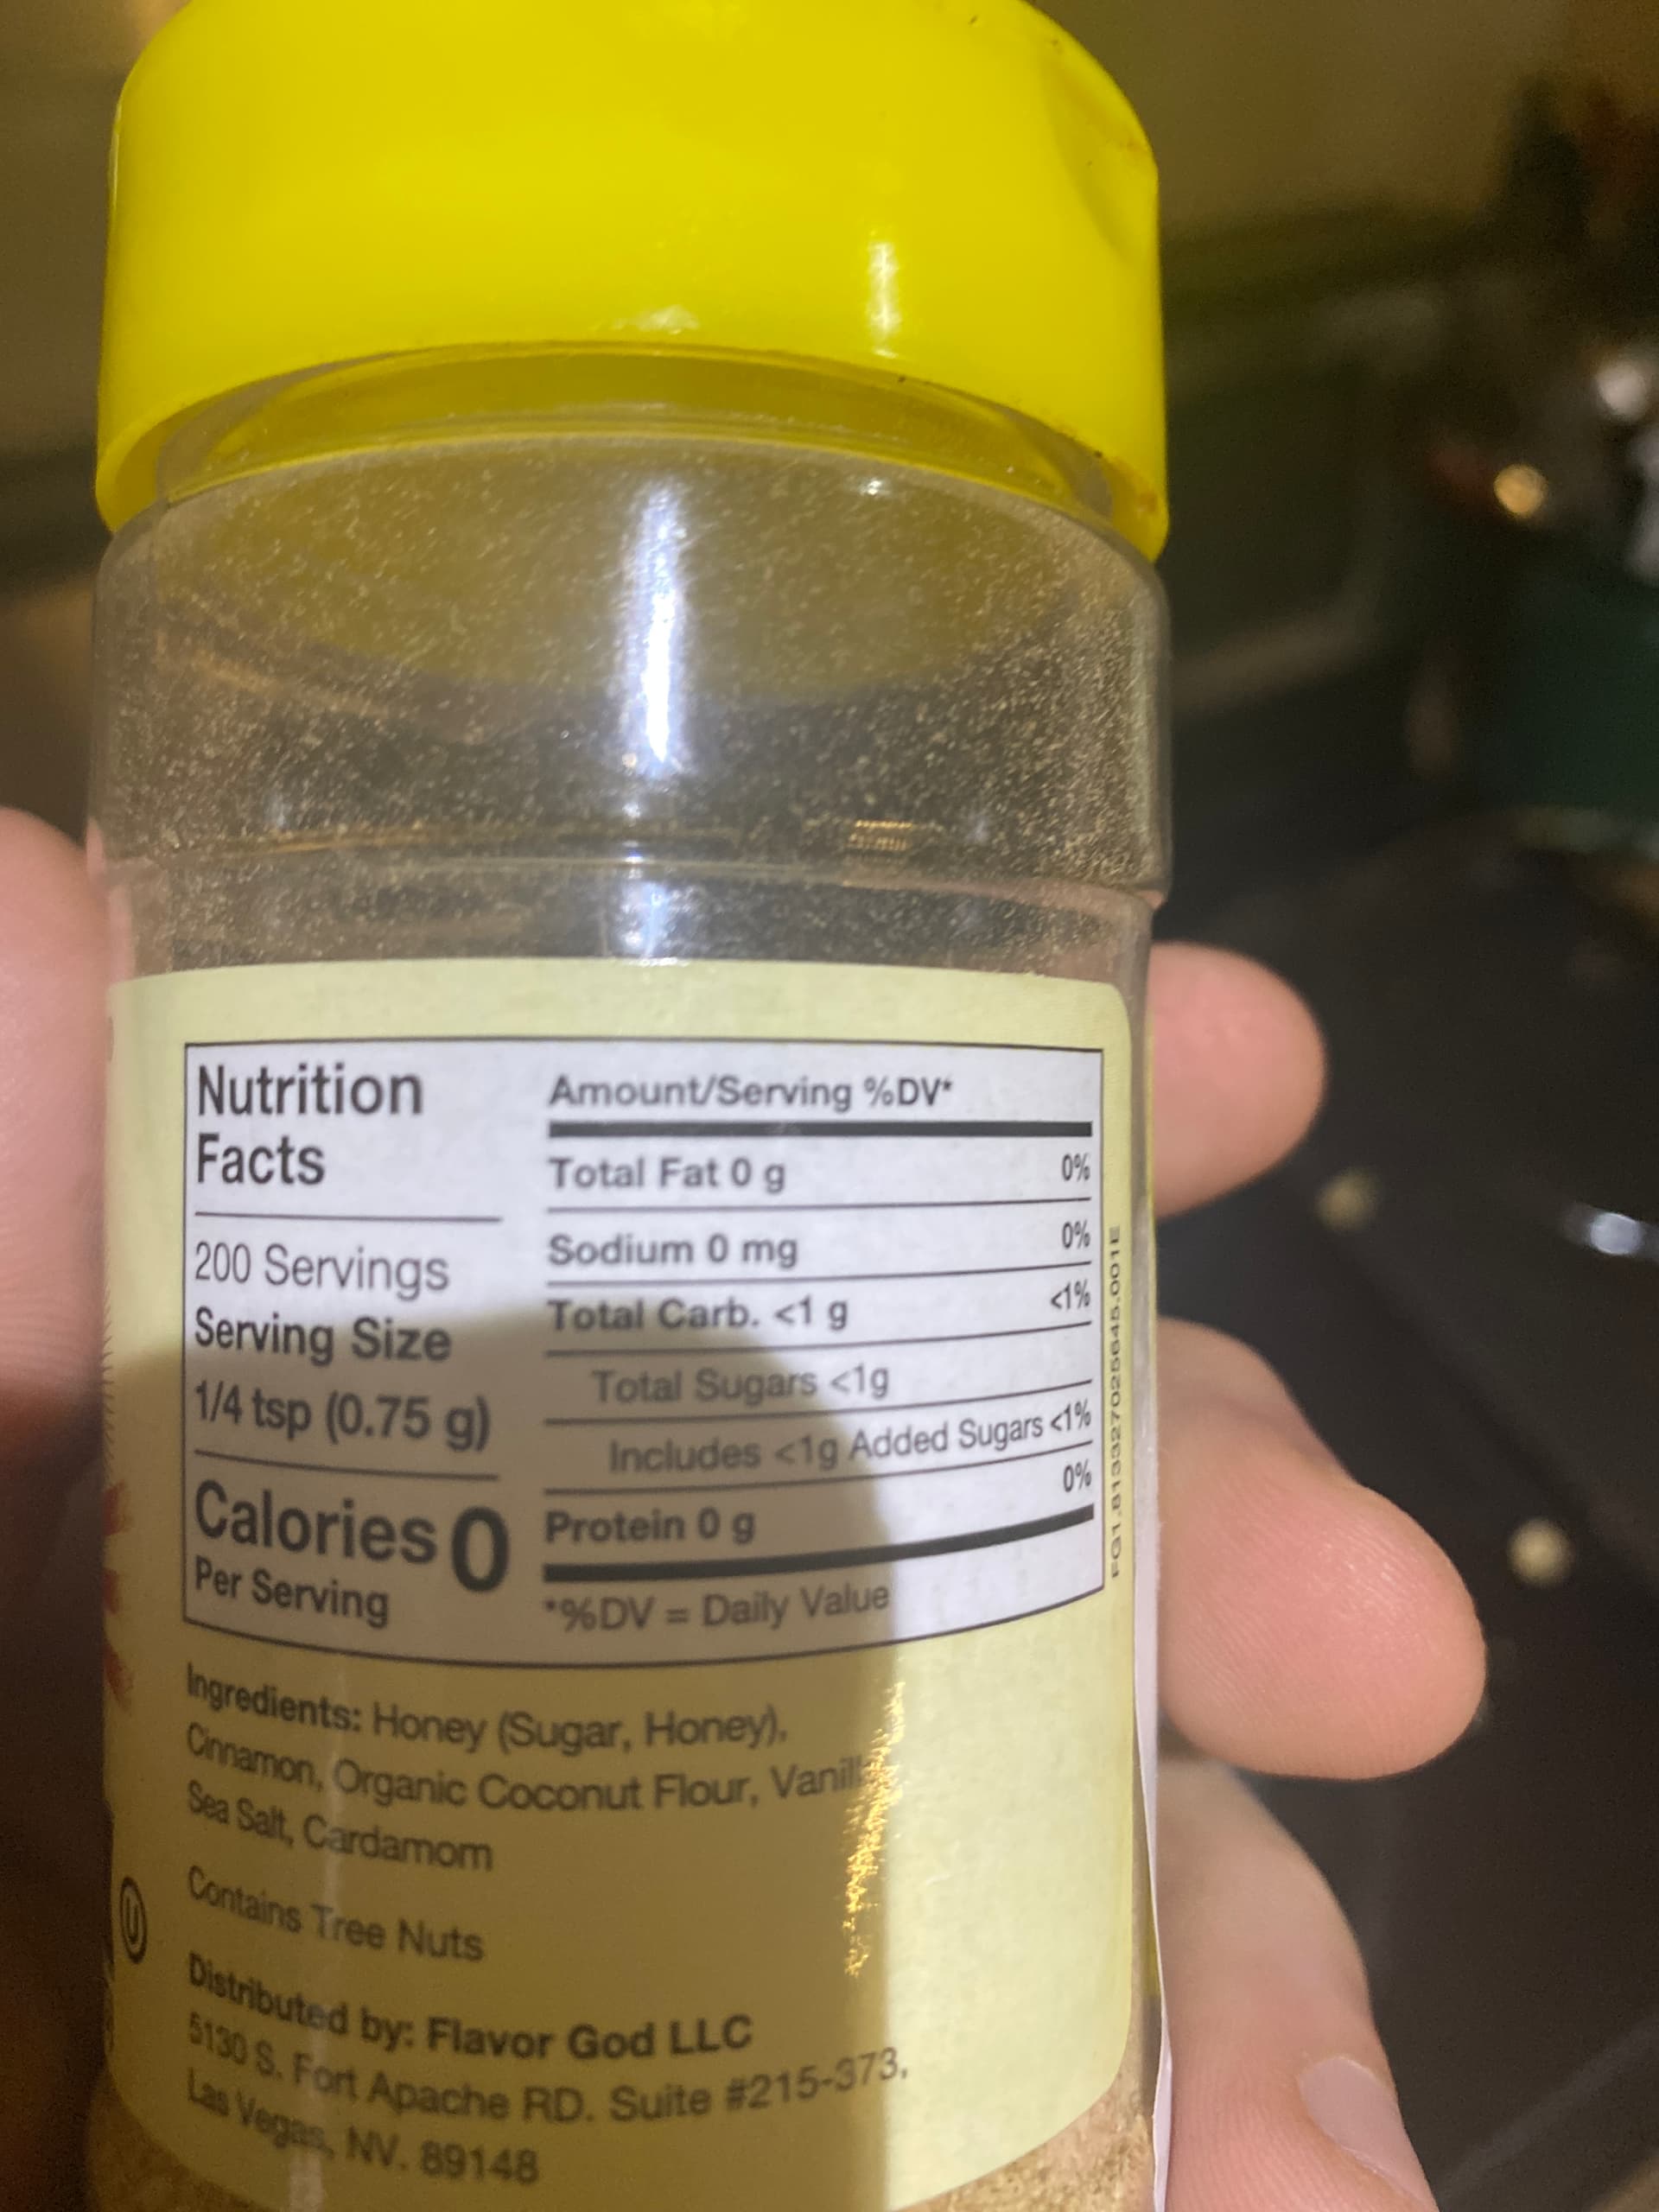 Nutrition
Facts
200 Servings
Serving Size
1/4 tsp (0.75 g)
Calories 0
Per Serving
Amount/Serving %DV*
Total Fat 0 g 0%
Sodium 0 mg 0%
Total Carb. <1 g <1%
Total Sugars <1g
Includes <1g Added Sugars <1%
Protein 0 g 0%
*%DV = Daily Value
Ingredients: Honey (Sugar, Honey),
Cinnamon, Organic Coconut Flour,
Sea Salt, Cardamom
Contains Tree Nuts
Distributed by: Flavor God LLC
5130 S. Fort Apache RD. Suite #215-373,
Las Vegas, NV. 89148
U